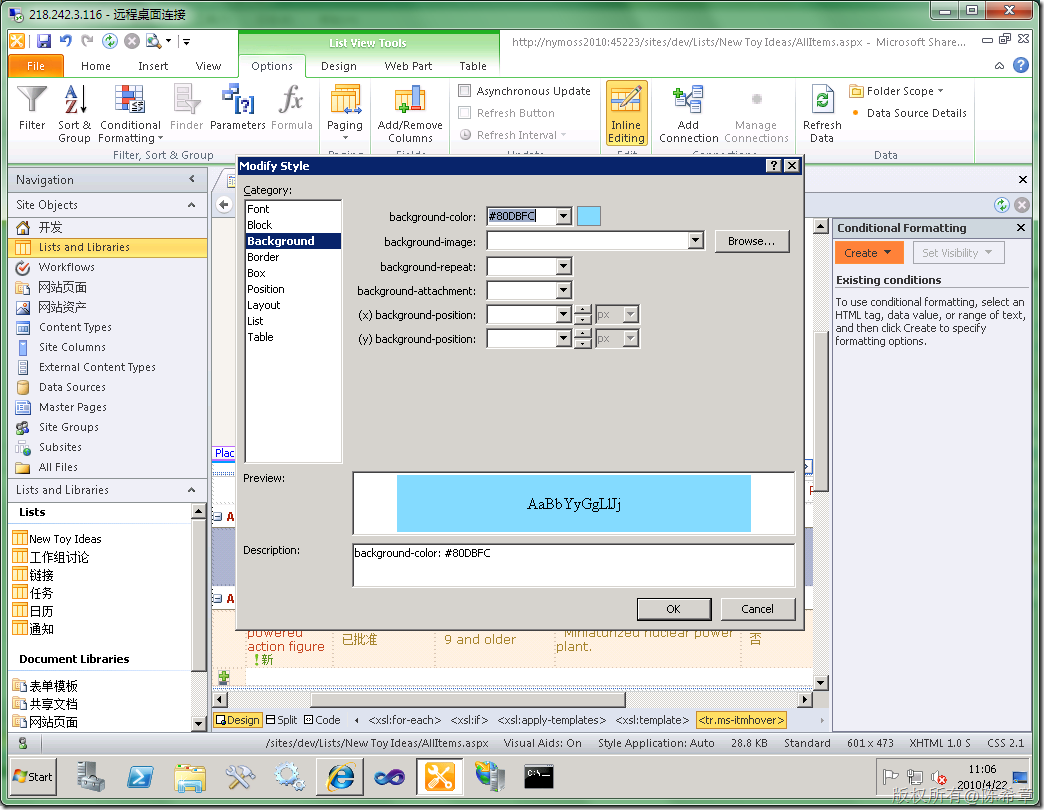 218.242.3.116 - 远程桌面连接
List View Tools
http://nymoss2010:45223/sites/dev/Lists/New Toy Ideas/AllItems.aspx - Microsoft Share...
File Home Insert View Options Design Web Part Table
Filter
Sort & Group
Conditional Formatting
Finder
Parameters
Formula
Filter, Sort & Group
Paging
Paging
Add/Remove Columns
Fields
Asynchronous Update
Refresh Button
Refresh Interval
Update
Inline Editing
Edit
Add Connection
Manage Connections
Connections
Refresh Data
Folder Scope
Data Source Details
Data
Navigation
Site Objects
开发
Lists and Libraries
Workflows
网站页面
网站资产
Content Types
Site Columns
External Content Types
Data Sources
Master Pages
Site Groups
Subsites
All Files
Lists and Libraries
Lists
New Toy Ideas
工作组讨论
链接
任务
日历
通知
Document Libraries
表单模板
共享文档
网站页面
Modify Style
Category:
Font
Block
Background
Border
Box
Position
Layout
List
Table
background-color: #80DBFC
background-image: Browse...
background-repeat:
background-attachment:
(x) background-position: px
(y) background-position: px
Preview:
AaBbYyGgLlJj
Description:
background-color: #80DBFC
OK Cancel
Plac
A
A
powered action figure
!新
已批准
9 and older
Miniaturized nuclear power plant.
否
Conditional Formatting
Create Set Visibility
Existing conditions
To use conditional formatting, select an
HTML tag, data value, or range of text,
and then click Create to specify
formatting options.
Design Split Code <xsl:for-each> <xsl:if> <xsl:apply-templates> <xsl:template> <tr.ms-itmhover>
/sites/dev/Lists/New Toy Ideas/AllItems.aspx Visual Aids: On Style Application: Auto 28.8 KB Standard 601 x 473 XHTML 1.0 S CSS 2.1
Start
C:\
11:06
2010/4/22
版权所有@陈希章